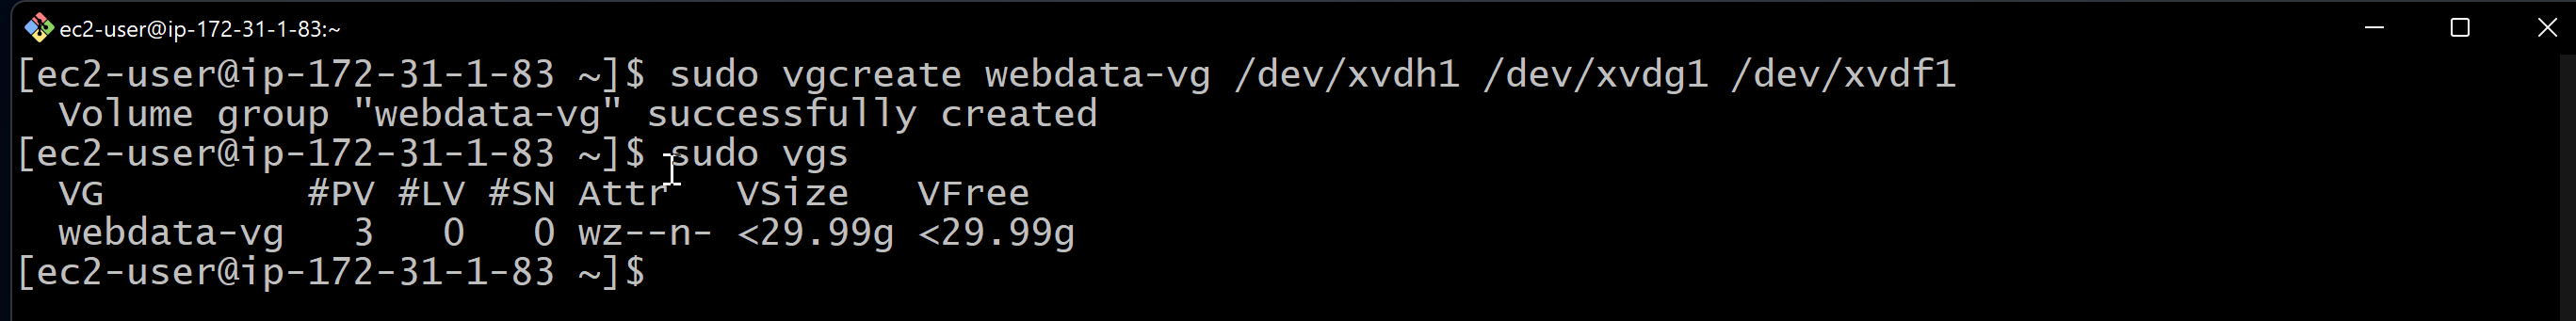 ec2-user@ip-172-31-1-83:~
[ec2-user@ip-172-31-1-83 ~]$ sudo vgcreate webdata-vg /dev/xvdh1 /dev/xvdg1 /dev/xvdf1
  Volume group "webdata-vg" successfully created
[ec2-user@ip-172-31-1-83 ~]$ sudo vgs
  VG         #PV #LV #SN Attr   VSize   VFree
  webdata-vg   3   0   0 wz--n- <29.99g <29.99g
[ec2-user@ip-172-31-1-83 ~]$